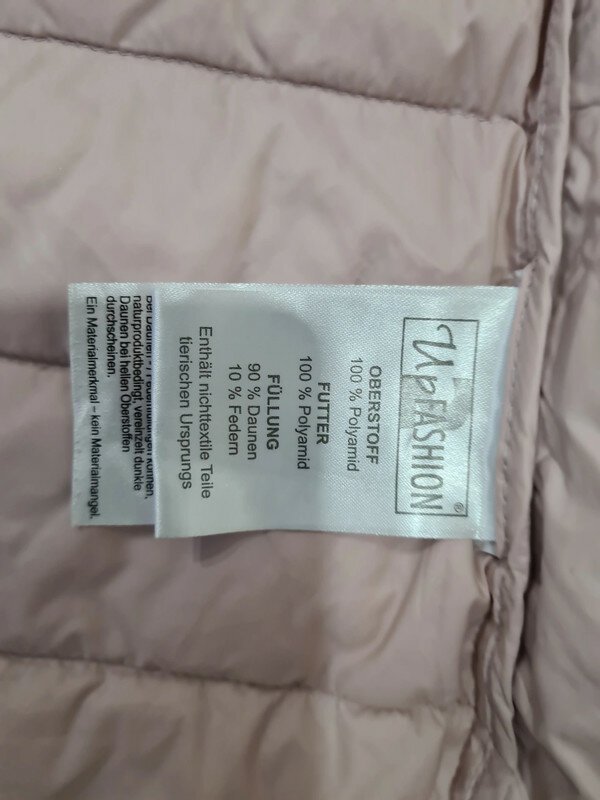 UpFASHION®
OBERSTOFF
100 % Polyamid
FUTTER
100 % Polyamid
FÜLLUNG
90 % Daunen
10 % Federn
Enthält nichttextile Teile
tierischen Ursprungs
naturproduktbedingt, vereinzelt dunkle
Daunen bei hellen Oberstoffen
durchscheinen.
Ein Materialmerkmal – kein Materialmangel.